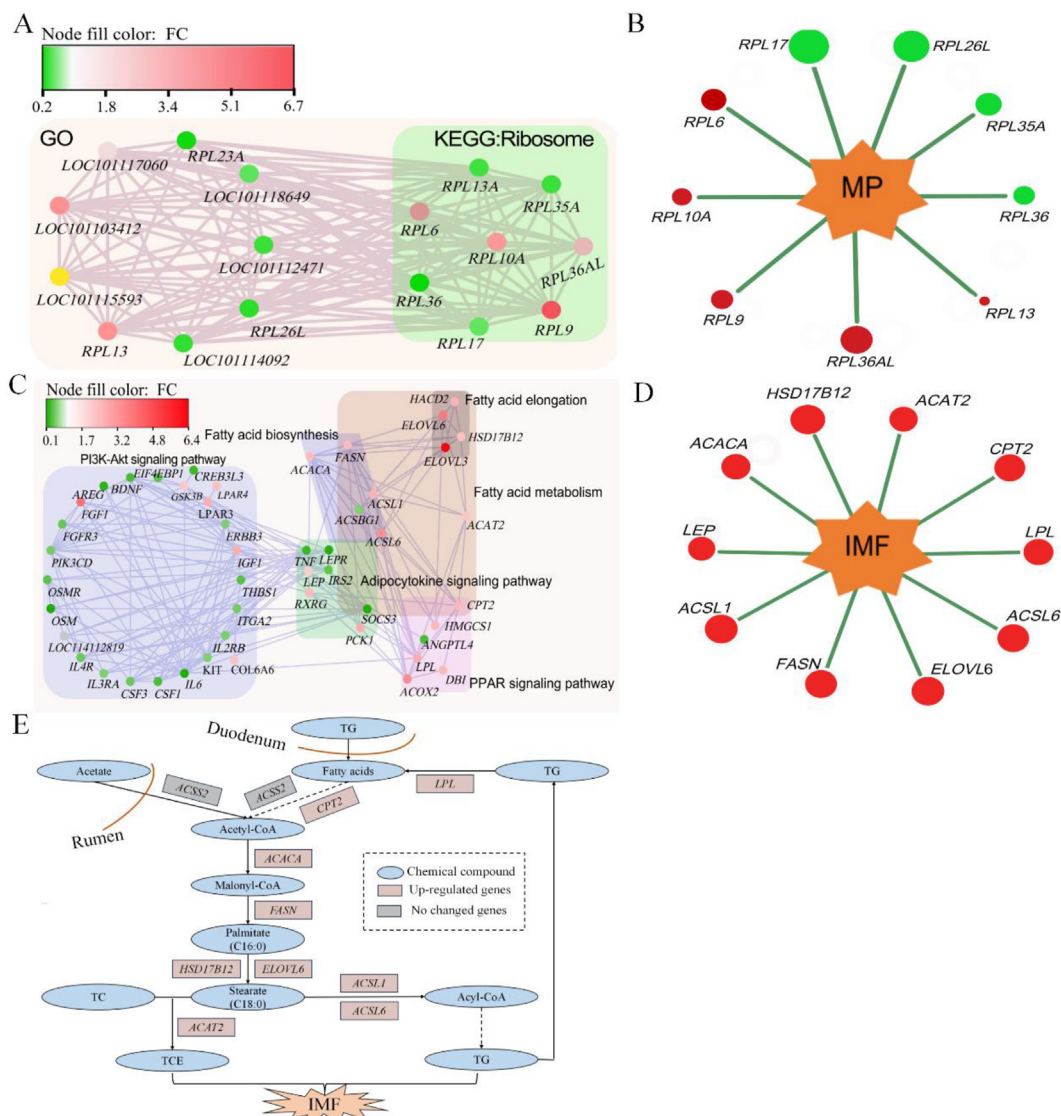 A
Node fill color: FC
0.2 1.8 3.4 5.1 6.7
GO
KEGG:Ribosome
LOC101117060
RPL23A
LOC101118649
RPL13A
RPL35A
LOC101103412
RPL6
LOC101112471
RPL10A
RPL36AL
LOC101115593
RPL36
RPL26L
RPL9
RPL13
LOC101114092
RPL17
B
RPL17
RPL26L
RPL6
RPL35A
MP
RPL10A
RPL36
RPL9
RPL13
RPL36AL
C
Node fill color: FC
0.1 1.7 3.2 4.8 6.4
HACD2
Fatty acid elongation
ELOVL6
HSD17B12
Fatty acid biosynthesis
FASN
ELOVL3
ACACA
PI3K-Akt signaling pathway
EIF4EBP1
CREB3L3
BDNF
GSK3B
LPAR4
AREG
FGF1
LPAR3
ACSL1
Fatty acid metabolism
ACSBG1
ACAT2
FGFR3
ERBB3
ACSL6
PIK3CD
IGF1
TNF
LEPR
Adipocytokine signaling pathway
LEP
IRS2
OSMR
THBS1
RXRG
OSM
ITGA2
SOCS3
CPT2
HMGCS1
LOC114112819
IL2RB
PCK1
ANGPTL4
IL4R
KIT
COL6A6
LPL
DBI
IL3RA
CSF3
CSF1
IL6
ACOX2
PPAR signaling pathway
D
HSD17B12
ACAT2
ACACA
CPT2
LEP
IMF
LPL
ACSL1
ACSL6
FASN
ELOVL6
E
TG
Duodenum
Acetate
Fatty acids
TG
ACSS2
ACSS2
CPT2
LPL
Rumen
Acetyl-CoA
ACACA
Chemical compound
Malonyl-CoA
Up-regulated genes
FASN
No changed genes
Palmitate
(C16:0)
HSD17B12
ELOVL6
ACSL1
TC
Stearate
(C18:0)
Acyl-CoA
ACSL6
ACAT2
TCE
TG
IMF